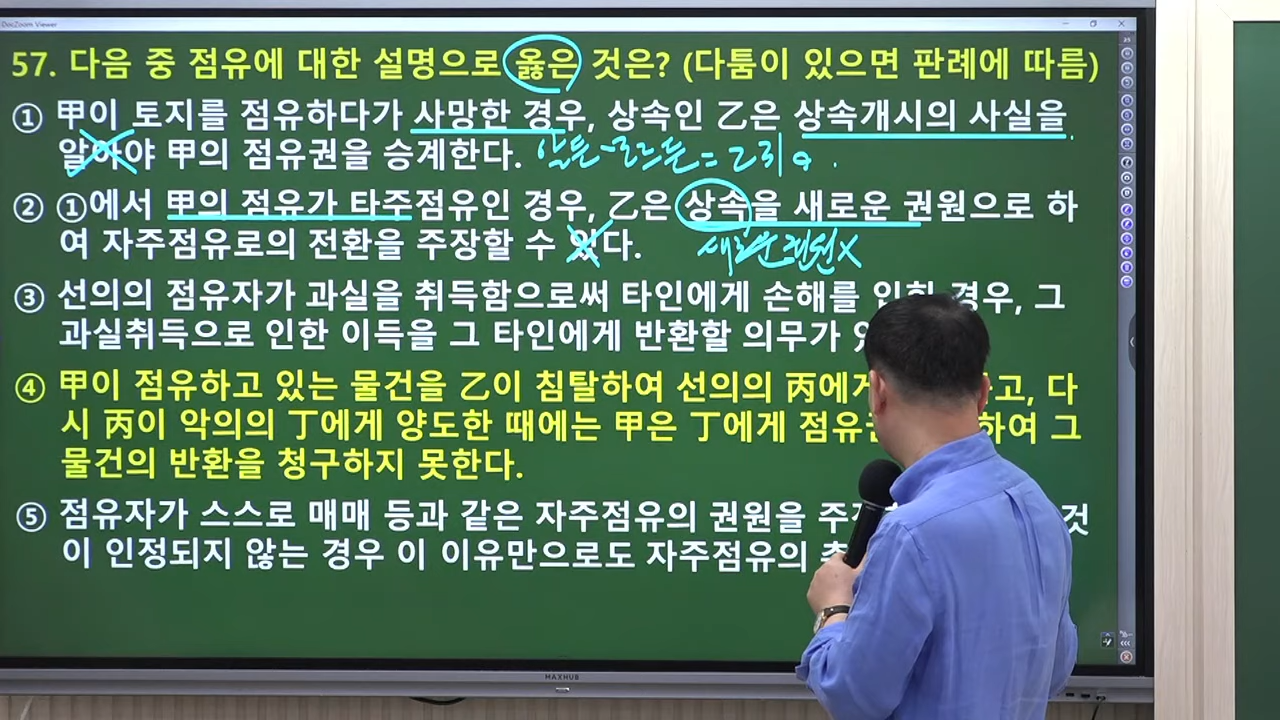 DocZoom Viewer
57. 다음 중 점유에 대한 설명으로 옳은 것은? (다툼이 있으면 판례에 따름)
① 甲이 토지를 점유하다가 사망한 경우, 상속인 乙은 상속개시의 사실을
알아야 甲의 점유권을 승계한다.
② ①에서 甲의 점유가 타주점유인 경우, 乙은 상속을 새로운 권원으로 하
여 자주점유로의 전환을 주장할 수 있다.
새로운 권원 X
③ 선의의 점유자가 과실을 취득함으로써 타인에게 손해를 입힌 경우, 그
과실취득으로 인한 이득을 그 타인에게 반환할 의무가
④ 甲이 점유하고 있는 물건을 乙이 침탈하여 선의의 丙에게 고, 다
시 丙이 악의의 丁에게 양도한 때에는 甲은 丁에게 하여 그
물건의 반환을 청구하지 못한다.
⑤ 점유자가 스스로 매매 등과 같은 자주점유의 권원을 것
이 인정되지 않는 경우 이 이유만으로도 자주점유의
MAXHUB